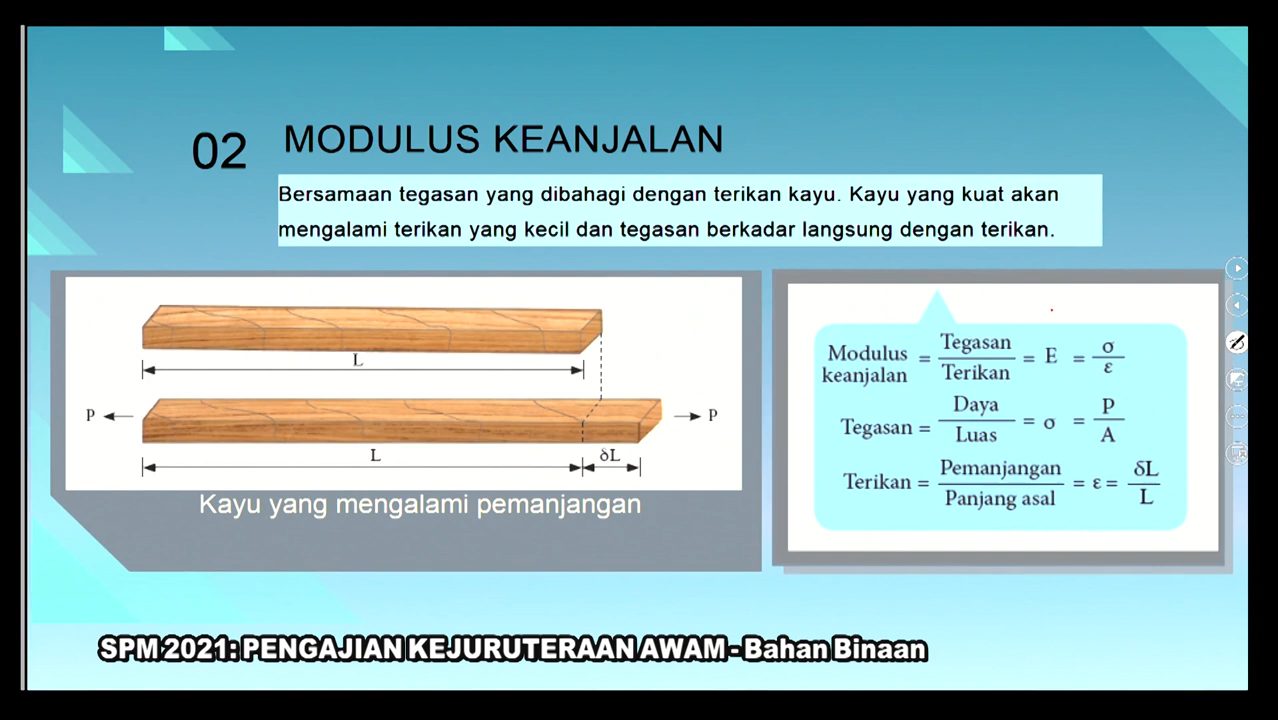 02
MODULUS KEANJALAN
Bersamaan tegasan yang dibahagi dengan terikan kayu. Kayu yang kuat akan
mengalami terikan yang kecil dan tegasan berkadar langsung dengan terikan.
L
P P
L δL
Kayu yang mengalami pemanjangan
Modulus keanjalan = Tegasan / Terikan = E = σ / ε
Tegasan = Daya / Luas = σ = P / A
Terikan = Pemanjangan / Panjang asal = ε = δL / L
SPM 2021: PENGAJIAN KEJURUTERAAN AWAM - Bahan Binaan